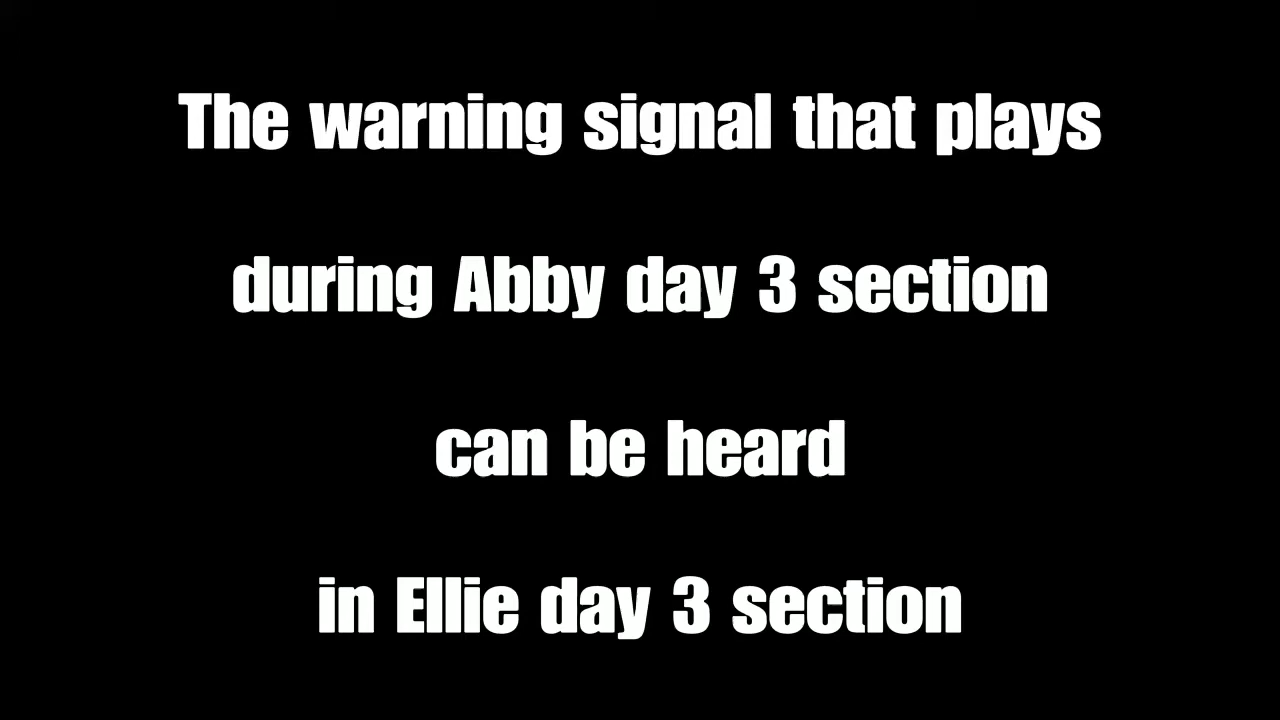 The warning signal that plays
during Abby day 3 section
can be heard
in Ellie day 3 section